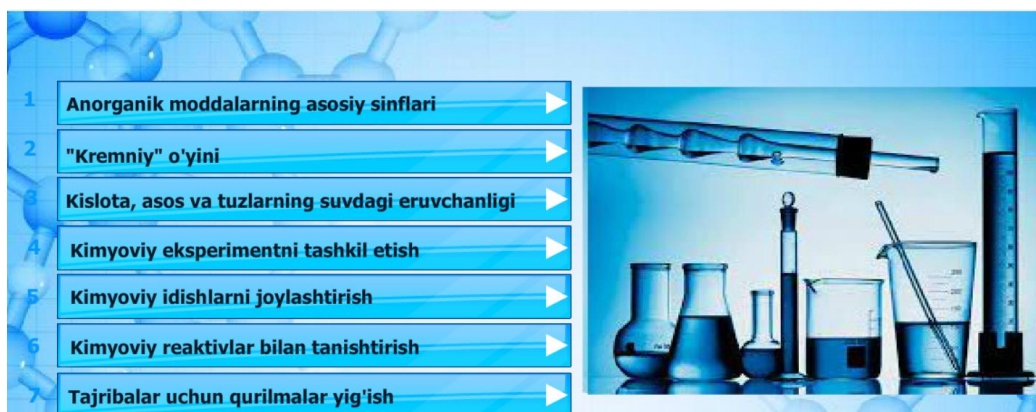 1 Anorganik moddalarning asosiy sinflari
2 "Kremniy" o'yini
3 Kislota, asos va tuzlarning suvdagi eruvchanligi
4 Kimyoviy eksperimentni tashkil etish
5 Kimyoviy idishlarni joylashtirish
6 Kimyoviy reaktivlar bilan tanishtirish
7 Tajribalar uchun qurilmalar yig'ish